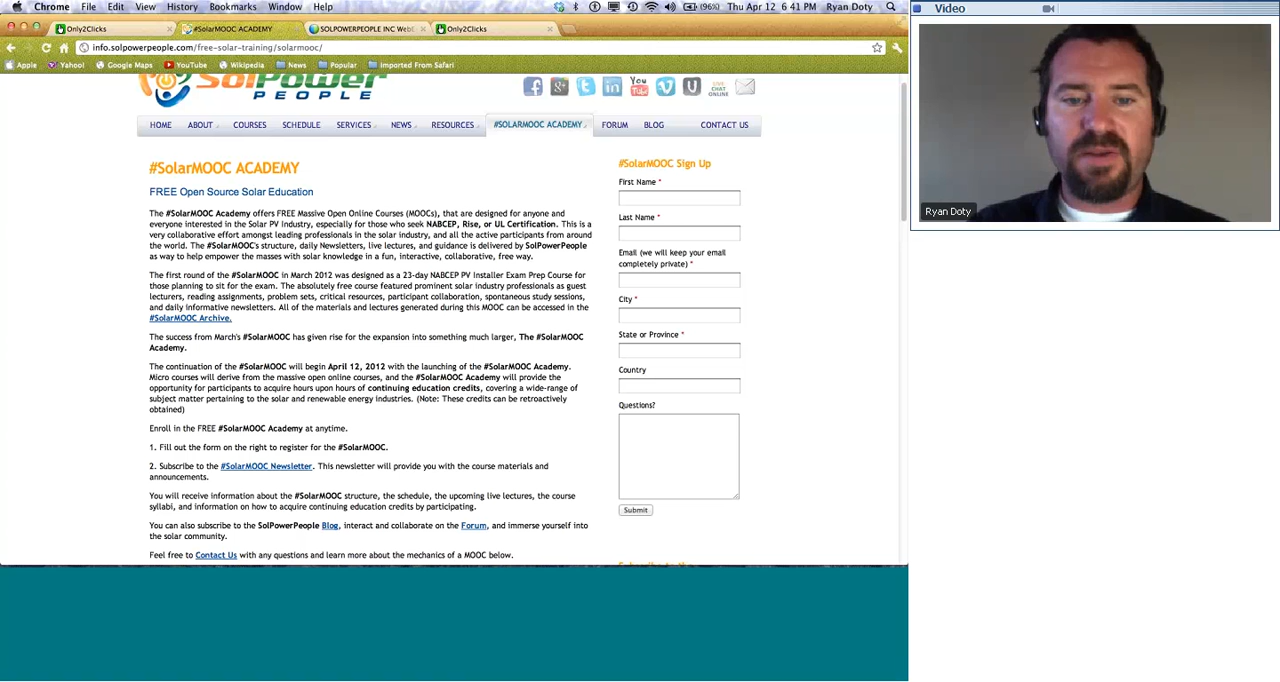 Chrome File Edit View History Bookmarks Window Help (96%) Thu Apr 12 6:41 PM Ryan Doty
Only2Clicks #SolarMOOC ACADEMY SOLPOWERPEOPLE INC Webt Only2Clicks
info.solpowerpeople.com/free-solar-training/solarmooc/
Apple Yahoo! Google Maps YouTube Wikipedia News Popular Imported From Safari
SolPower
PEOPLE
You Tube
LIVE CHAT ONLINE
HOME ABOUT COURSES SCHEDULE SERVICES NEWS RESOURCES #SOLARMOOC ACADEMY FORUM BLOG CONTACT US
#SolarMOOC ACADEMY
FREE Open Source Solar Education
The #SolarMOOC Academy offers FREE Massive Open Online Courses (MOOCs), that are designed for anyone and
everyone interested in the Solar PV Industry, especially for those who seek NABCEP, Rise, or UL Certification. This is a
very collaborative effort amongst leading professionals in the solar industry, and all the active participants from around
the world. The #SolarMOOC's structure, daily Newsletters, live lectures, and guidance is delivered by SolPowerPeople
as way to help empower the masses with solar knowledge in a fun, interactive, collaborative, free way.
The first round of the #SolarMOOC in March 2012 was designed as a 23-day NABCEP PV Installer Exam Prep Course for
those planning to sit for the exam. The absolutely free course featured prominent solar industry professionals as guest
lecturers, reading assignments, problem sets, critical resources, participant collaboration, spontaneous study sessions,
and daily informative newsletters. All of the materials and lectures generated during this MOOC can be accessed in the
#SolarMOOC Archive.
The success from March's #SolarMOOC has given rise for the expansion into something much larger, The #SolarMOOC
Academy.
The continuation of the #SolarMOOC will begin April 12, 2012 with the launching of the #SolarMOOC Academy.
Micro courses will derive from the massive open online courses, and the #SolarMOOC Academy will provide the
opportunity for participants to acquire hours upon hours of continuing education credits, covering a wide-range of
subject matter pertaining to the solar and renewable energy industries. (Note: These credits can be retroactively
obtained)
Enroll in the FREE #SolarMOOC Academy at anytime.
1. Fill out the form on the right to register for the #SolarMOOC.
2. Subscribe to the #SolarMOOC Newsletter. This newsletter will provide you with the course materials and
announcements.
You will receive information about the #SolarMOOC structure, the schedule, the upcoming live lectures, the course
syllabi, and information on how to acquire continuing education credits by participating.
You can also subscribe to the SolPowerPeople Blog, interact and collaborate on the Forum, and immerse yourself into
the solar community.
Feel free to Contact Us with any questions and learn more about the mechanics of a MOOC below.
#SolarMOOC Sign Up
First Name *
Last Name *
Email (we will keep your email
completely private) *
City *
State or Province *
Country
Questions?
Submit
Video
Ryan Doty